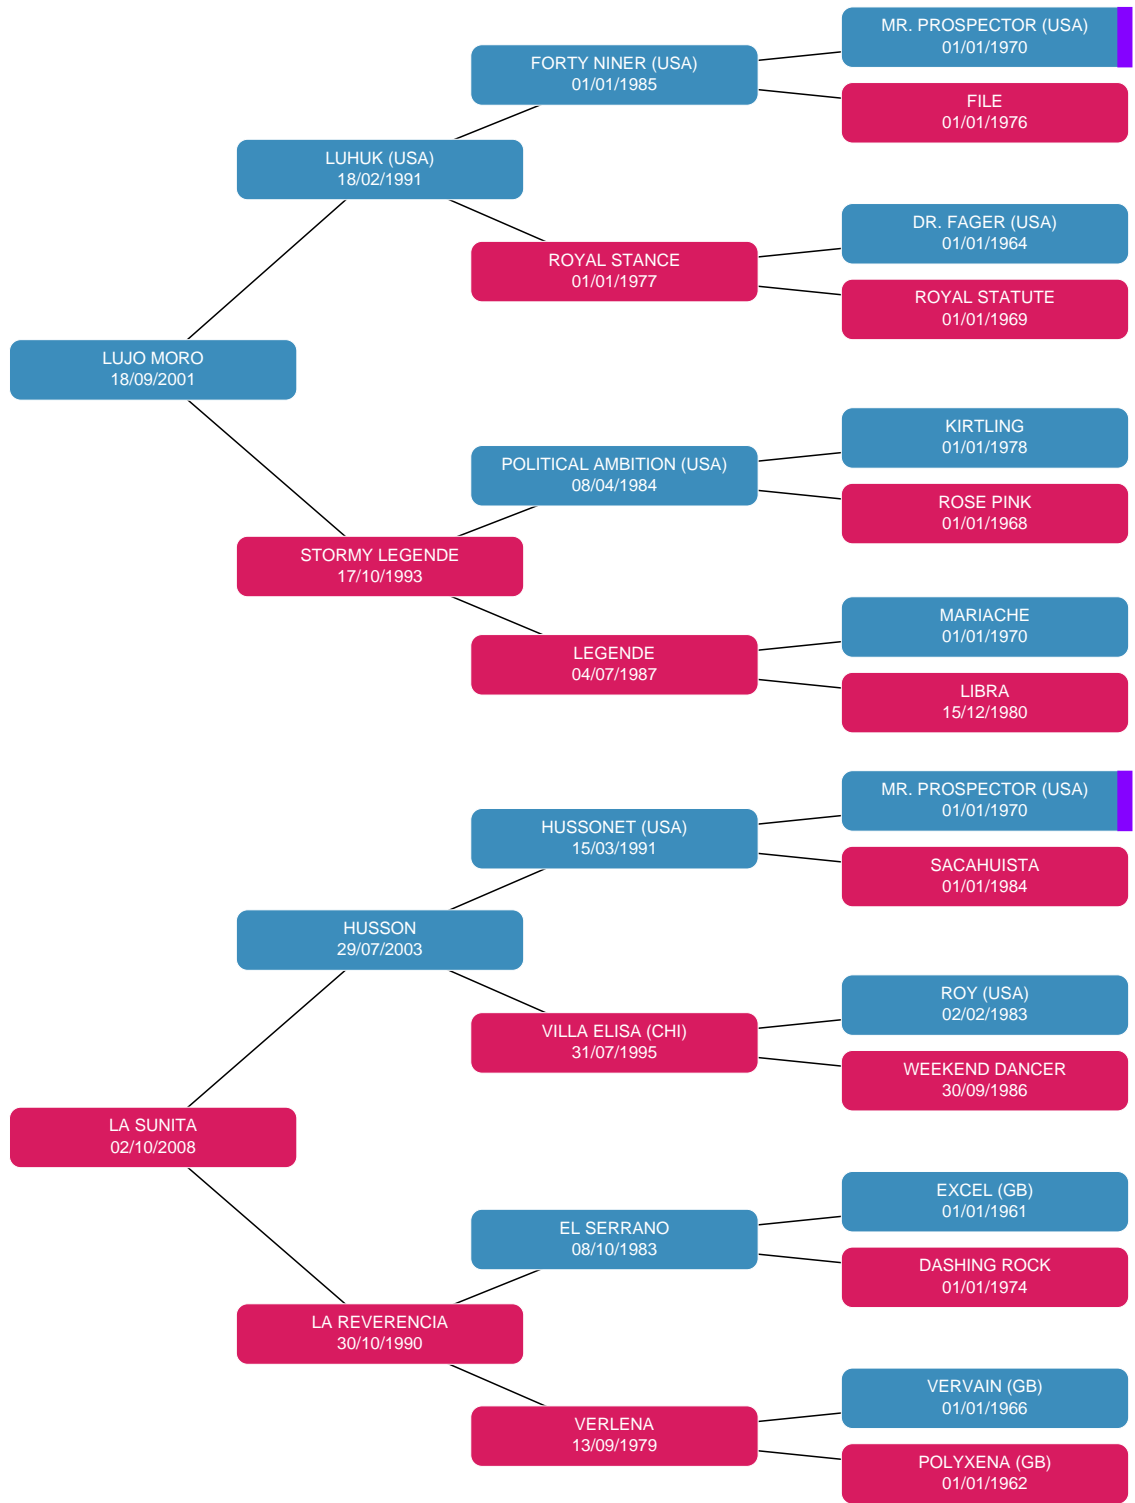 MR. PROSPECTOR (USA)
01/01/1970
FORTY NINER (USA)
01/01/1985
FILE
01/01/1976
LUHUK (USA)
18/02/1991
DR. FAGER (USA)
01/01/1964
ROYAL STANCE
01/01/1977
ROYAL STATUTE
01/01/1969
LUJO MORO
18/09/2001
KIRTLING
01/01/1978
POLITICAL AMBITION (USA)
08/04/1984
ROSE PINK
01/01/1968
STORMY LEGENDE
17/10/1993
MARIACHE
01/01/1970
LEGENDE
04/07/1987
LIBRA
15/12/1980
MR. PROSPECTOR (USA)
01/01/1970
HUSSONET (USA)
15/03/1991
SACAHUISTA
01/01/1984
HUSSON
29/07/2003
ROY (USA)
02/02/1983
VILLA ELISA (CHI)
31/07/1995
WEEKEND DANCER
30/09/1986
LA SUNITA
02/10/2008
EXCEL (GB)
01/01/1961
EL SERRANO
08/10/1983
DASHING ROCK
01/01/1974
LA REVERENCIA
30/10/1990
VERVAIN (GB)
01/01/1966
VERLENA
13/09/1979
POLYXENA (GB)
01/01/1962